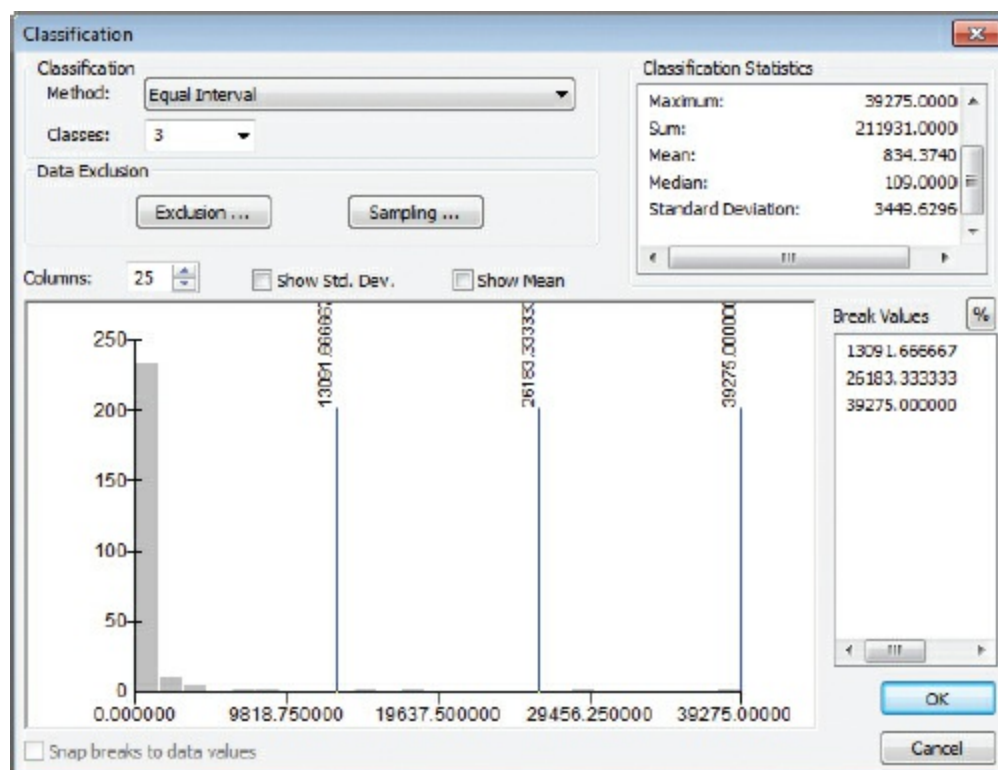 Classification
Classification
Method: Equal Interval
Classes: 3
Data Exclusion
Exclusion ...
Sampling ...
Classification Statistics
Maximum: 39275.0000
Sum: 211931.0000
Mean: 834.3740
Median: 109.0000
Standard Deviation: 3449.6296
Columns: 25
Show Std. Dev.
Show Mean
Break Values
%
13091.666667
26183.333333
39275.000000
250
200
150
100
50
0
0.000000 9818.750000 19637.500000 29456.250000 39275.00000
13091.666667
26183.333333
39275.000000
Snap breaks to data values
OK
Cancel